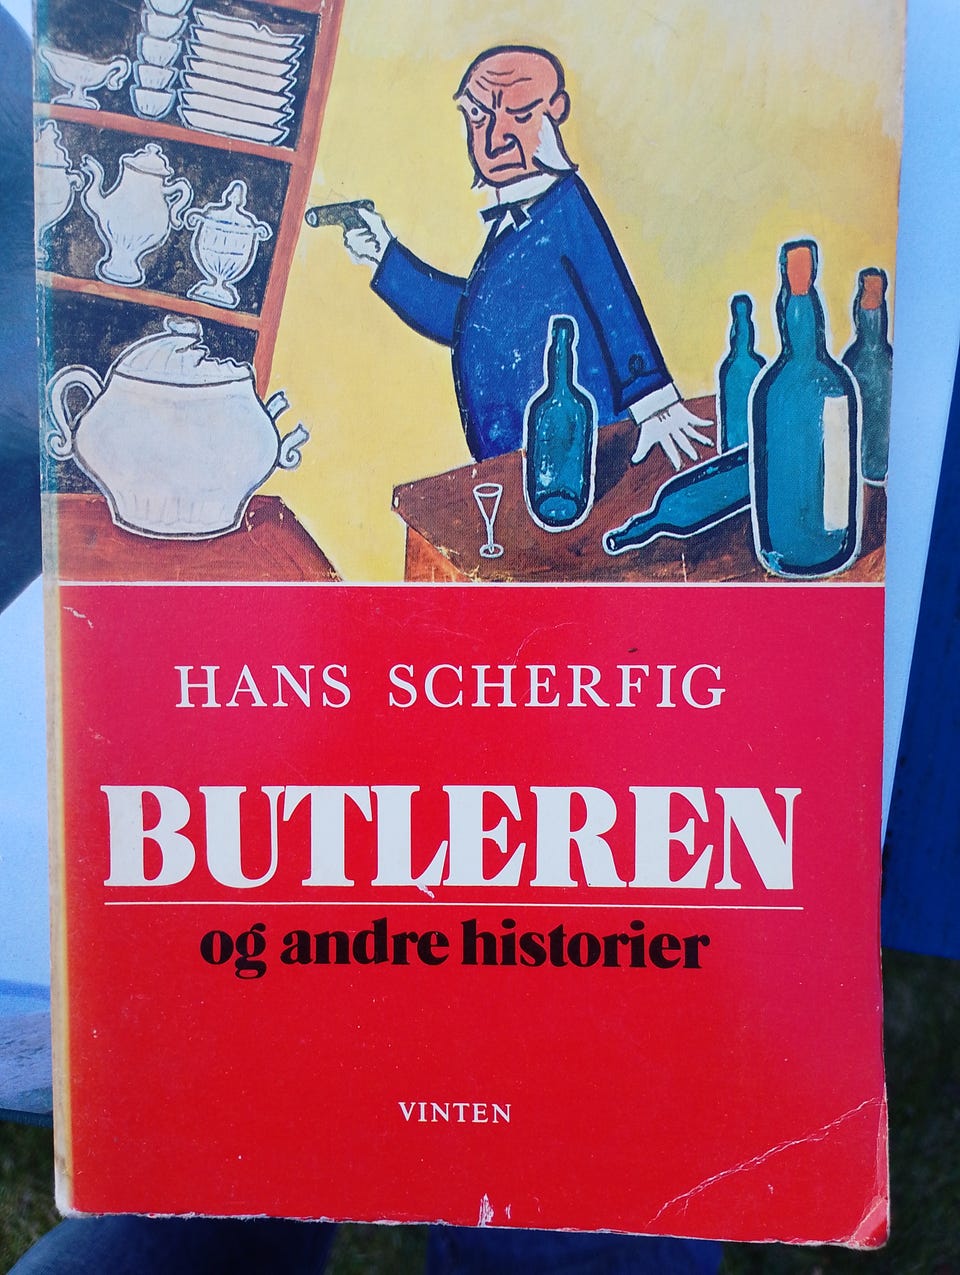 HANS SCHERFIG
BUTLEREN
og andre historier
VINTEN